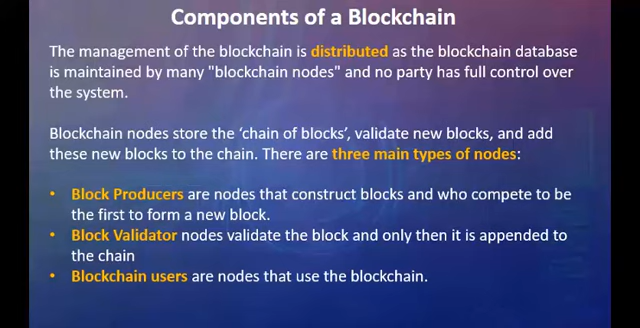 Components of a Blockchain
The management of the blockchain is distributed as the blockchain database
is maintained by many "blockchain nodes" and no party has full control over
the system.
Blockchain nodes store the ‘chain of blocks’, validate new blocks, and add
these new blocks to the chain. There are three main types of nodes:
• Block Producers are nodes that construct blocks and who compete to be
the first to form a new block.
• Block Validator nodes validate the block and only then it is appended to
the chain
• Blockchain users are nodes that use the blockchain.